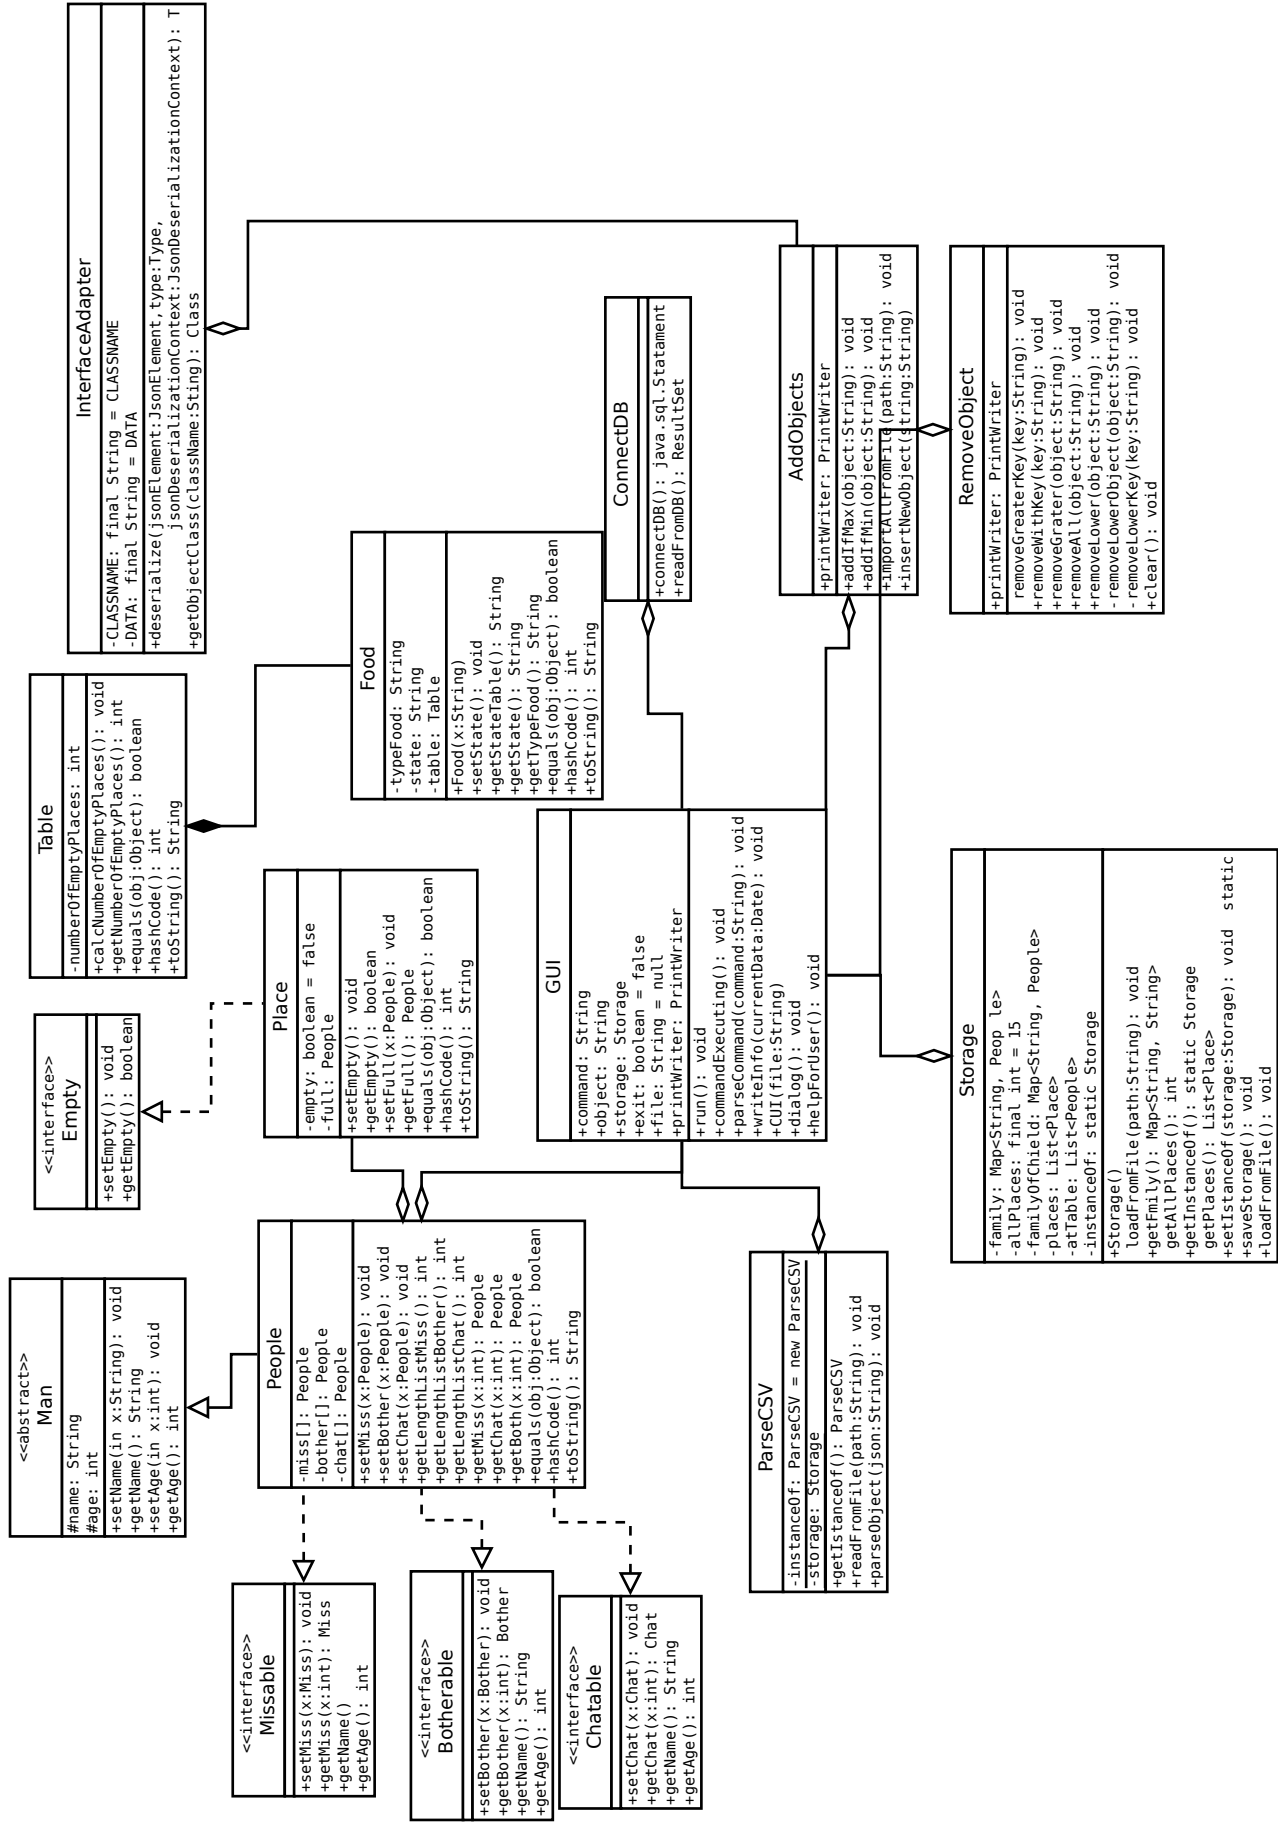 <<abstract>>
Man
#name: String
#age: int
+setName(in x:String): void
+getName(): String
+setAge(in x:int): void
+getAge(): int
<<interface>>
Empty
+setEmpty(): void
+getEmpty(): boolean
Table
-numberOfEmptyPlaces: int
+calcNumberOfEmptyPlaces(): void
+getNumberOfEmptyPlaces(): int
+equals(obj:Object): boolean
+hashCode(): int
+toString(): String
InterfaceAdapter
-CLASSNAME: final String = CLASSNAME
-DATA: final String = DATA
+deserialize(jsonElement:JsonElement,type:Type,
jsonDeserializationContext:JsonDeserializationContext): T
+getObjectClass(className:Sting): Class
<<interface>>
Missable
+setMiss(x:Miss): void
+getMiss(x:int): Miss
+getName()
+getAge(): int
People
-miss[]: People
-bother[]: People
-chat[]: People
+setMiss(x:People): void
+setBother(x:People): void
+setChat(x:People): void
+getLengthListMiss(): int
+getLengthListBother(): int
+getLengthListChat(): int
+getMiss(x:int): People
+getChat(x:int): People
+getBoth(x:int): People
+equals(obj:Object): boolean
+hashCode(): int
+toString(): String
Place
-empty: boolean = false
-full: People
+setEmpty(): void
+getEmpty(): boolean
+setFull(x:People): void
+getFull(): People
+equals(obj:Object): boolean
+hashCode(): int
+toString(): String
Food
-typeFood: String
-state: String
-table: Table
+Food(x:String)
+setState(): void
+getStateTable(): String
+getState(): String
+getTypeFood(): String
+equals(obj:Object): boolean
+hashCode(): int
+toString(): String
<<interface>>
Botherable
+setBother(x:Bother): void
+getBother(x:int): Bother
+getName(): String
+getAge(): int
<<interface>>
Chatable
+setChat(x:Chat): void
+getChat(x:int): Chat
+getName(): String
+getAge(): int
GUI
+command: String
+object: String
+storage: Storage
+exit: boolean = false
+file: String = null
+printWriter: PrintWriter
+run(): void
+commandExecuting(): void
+parseCommand(command:String): void
+writeInfo(currentData:Date): void
+CUI(file:String)
+dialog(): void
+helpForUser(): void
ConnectDB
+connectDB(): java.sql.Statament
+readFromDB(): ResultSet
ParseCSV
-instanceOf: ParseCSV = new ParseCSV
-storage: Storage
+getIstanceOf(): ParseCSV
+readFromFile(path:String): void
+parseObject(json:String): void
AddObjects
+printWriter: PrintWriter
+addIfMax(object:String): void
+addIfMin(object:String): void
+importAllFromFile(path:String): void
+insertNewObject(string:String)
Storage
-family: Map<String, Peop le>
-allPlaces: final int = 15
-familyOfChield: Map<String, People>
-places: List<Place>
-atTable: List<People>
-instanceOf: static Storage
+Storage()
loadFromFile(path:String): void
+getFmily(): Map<String, String>
getAllPlaces(): int
+getInstanceOf(): static Storage
getPlaces(): List<Place>
+setIstanceOf(storage:Storage): void static
+saveStorage(): void
+loadFromFile(): void
RemoveObject
+printWriter: PrintWriter
removeGreaterKey(key:String): void
+removeWithKey(key:String): void
+removeGrater(object:String): void
+removeAll(object:String): void
+removeLower(object:String): void
-removeLowerObject(object:String): void
-removeLowerKey(key:String): void
+clear(): void